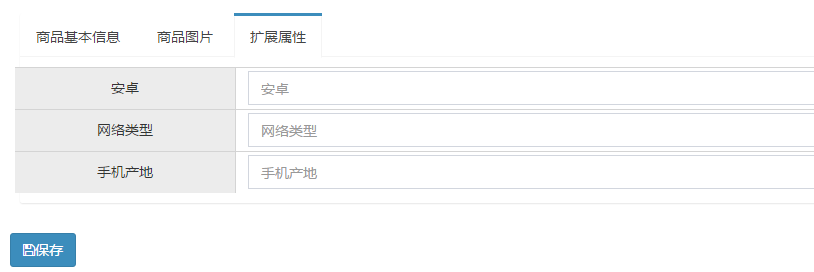 商品基本信息 商品图片 扩展属性
安卓 安卓
网络类型 网络类型
手机产地 手机产地
保存